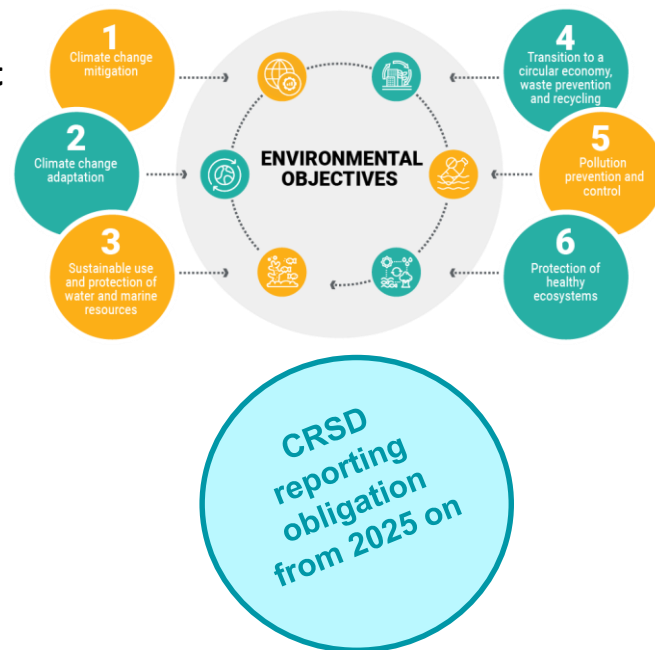 t
1
Climate change
mitigation
2
Climate change
adaptation
3
Sustainable use
and protection of
water and marine
resources
ENVIRONMENTAL
OBJECTIVES
4
Transition to a
circular economy,
waste prevention
and recycling
5
Pollution
prevention and
control
6
Protection of
healthy
ecosystems
CRSD
reporting
obligation
from 2025 on